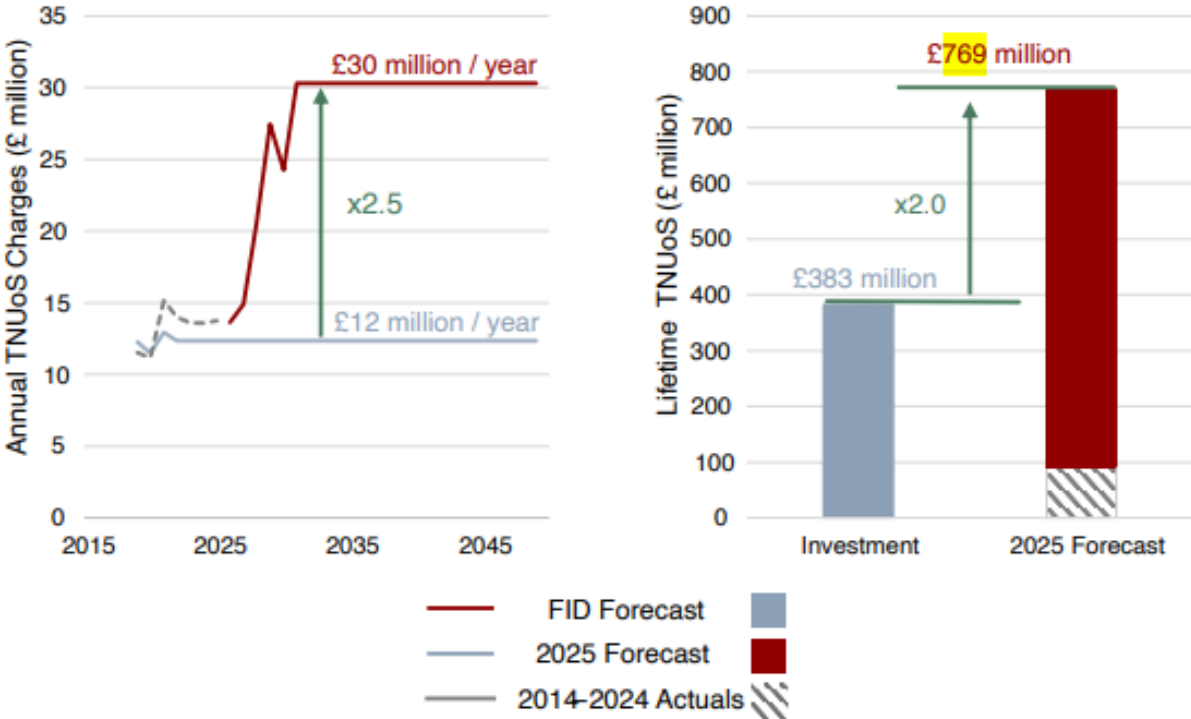 Annual TNUoS Charges (£ million)
35
30
25
20
15
10
5
0
2015
2025
2035
2045
£30 million / year
x2.5
£12 million / year
Lifetime TNUoS (£ million)
900
800
700
600
500
400
300
200
100
0
£769 million
x2.0
£383 million
Investment
2025 Forecast
FID Forecast
2025 Forecast
2014-2024 Actuals